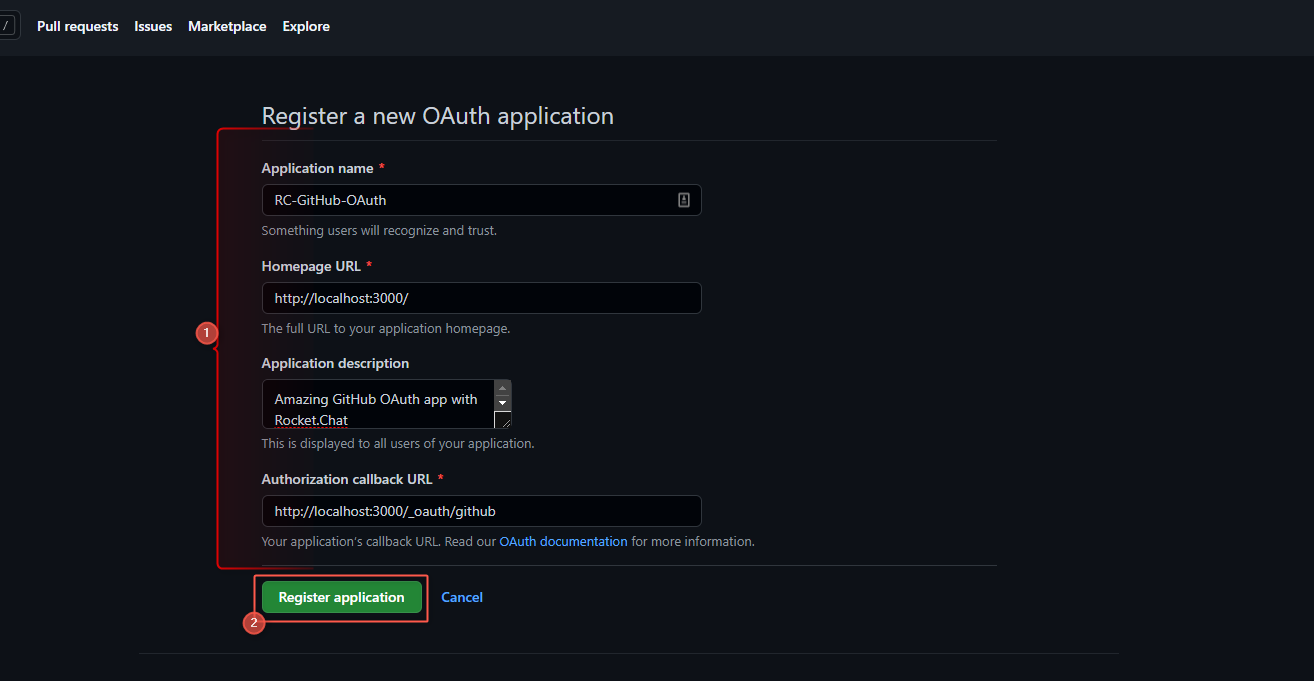 /
Pull requests Issues Marketplace Explore
Register a new OAuth application
Application name *
RC-GitHub-OAuth
Something users will recognize and trust.
Homepage URL *
http://localhost:3000/
The full URL to your application homepage.
1
Application description
Amazing GitHub OAuth app with
Rocket.Chat
This is displayed to all users of your application.
Authorization callback URL *
http://localhost:3000/_oauth/github
Your application's callback URL. Read our OAuth documentation for more information.
Register application Cancel
2